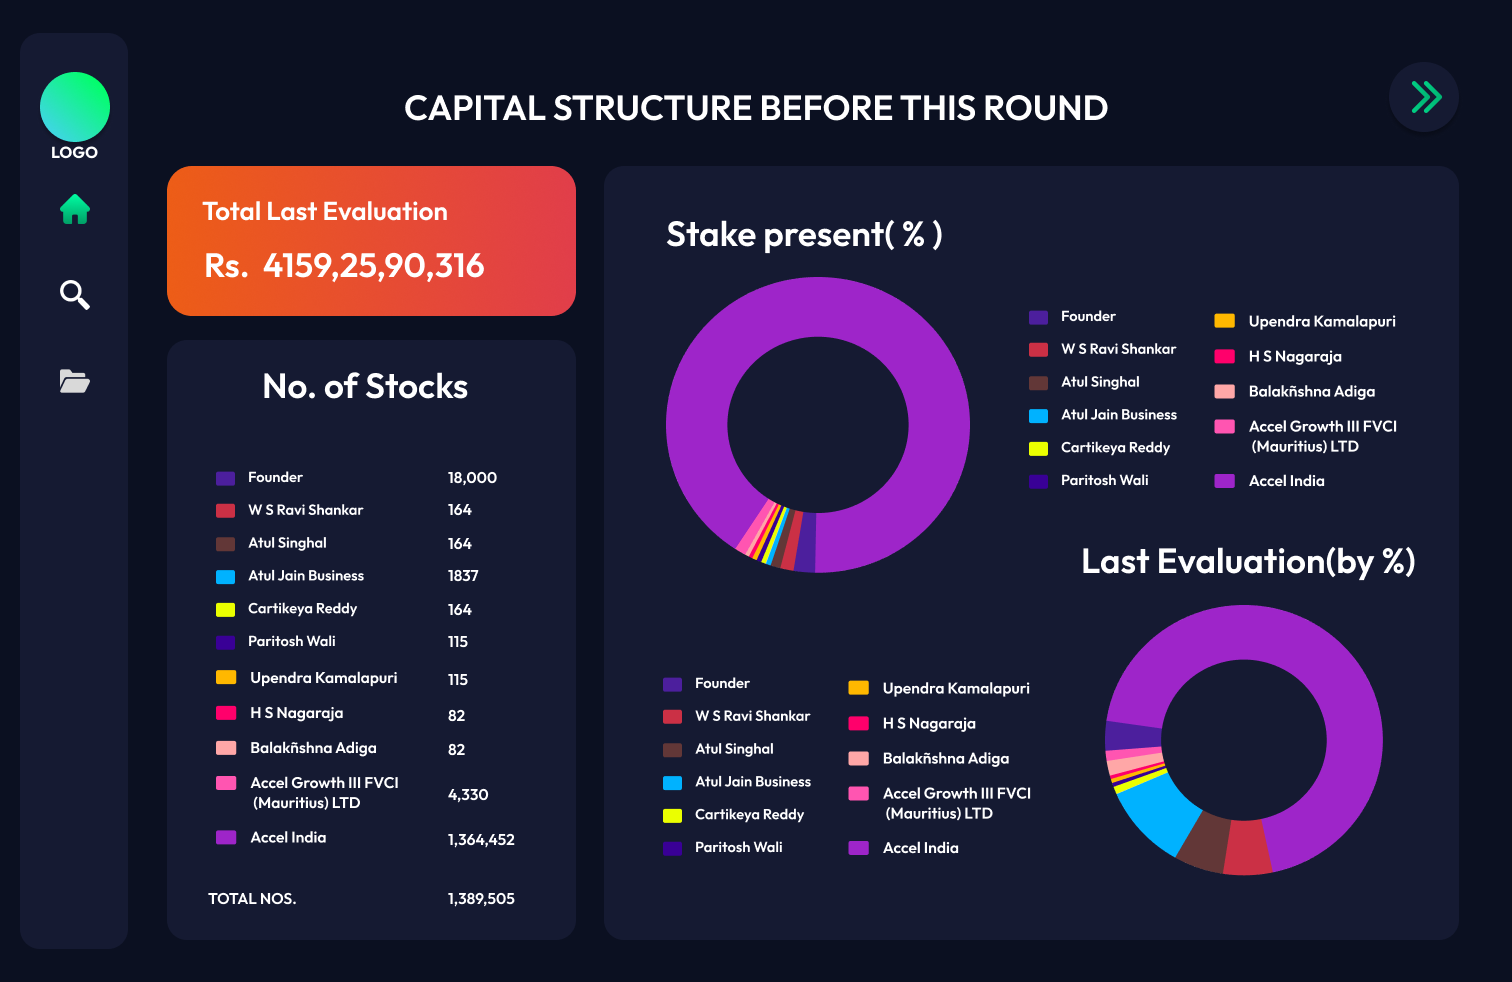 LOGO
CAPITAL STRUCTURE BEFORE THIS ROUND
Total Last Evaluation
Rs. 4159,25,90,316
No. of Stocks
Founder 18,000
W S Ravi Shankar 164
Atul Singhal 164
Atul Jain Business 1837
Cartikeya Reddy 164
Paritosh Wali 115
Upendra Kamalapuri 115
H S Nagaraja 82
Balakñshna Adiga 82
Accel Growth III FVCI
(Mauritius) LTD 4,330
Accel India 1,364,452
TOTAL NOS. 1,389,505
Stake present( % )
Founder
W S Ravi Shankar
Atul Singhal
Atul Jain Business
Cartikeya Reddy
Paritosh Wali
Upendra Kamalapuri
H S Nagaraja
Balakñshna Adiga
Accel Growth III FVCI
(Mauritius) LTD
Accel India
Last Evaluation(by %)
Founder
W S Ravi Shankar
Atul Singhal
Atul Jain Business
Cartikeya Reddy
Paritosh Wali
Upendra Kamalapuri
H S Nagaraja
Balakñshna Adiga
Accel Growth III FVCI
(Mauritius) LTD
Accel India